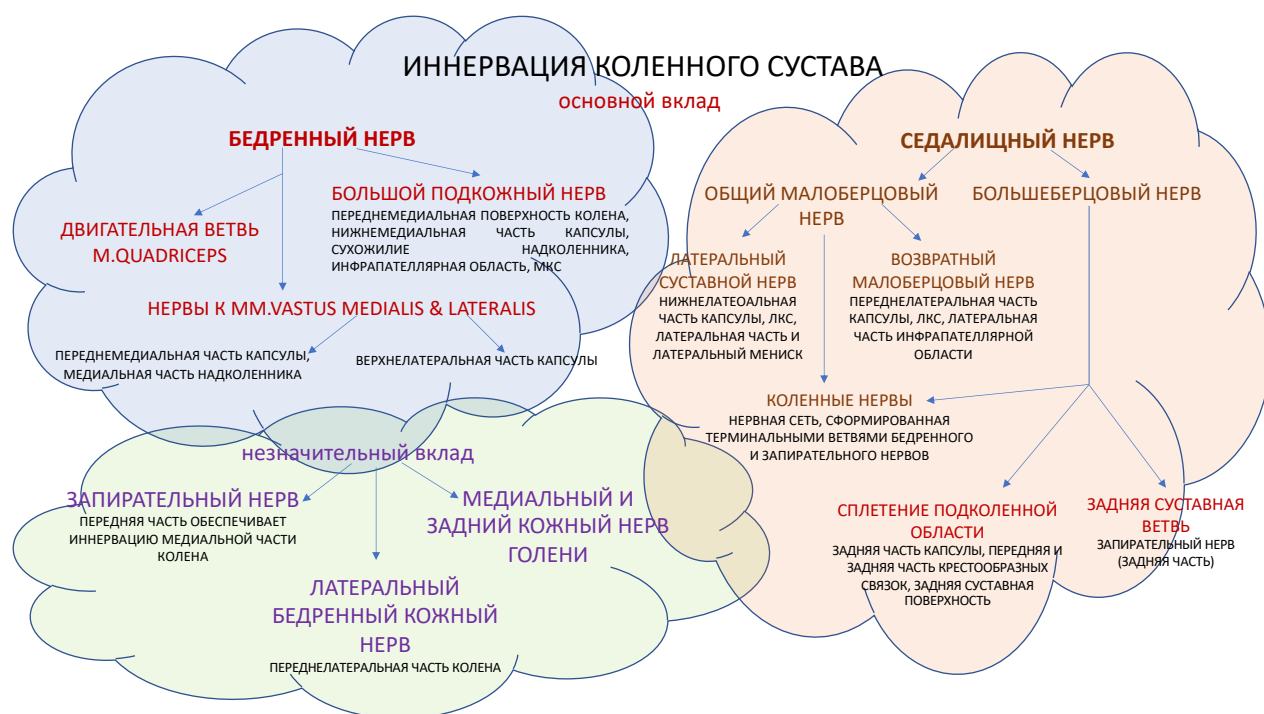 ИННЕРВАЦИЯ КОЛЕННОГО СУСТАВА
основной вклад
БЕДРЕННЫЙ НЕРВ
ДВИГАТЕЛЬНАЯ ВЕТВЬ
M.QUADRICEPS
БОЛЬШОЙ ПОДКОЖНЫЙ НЕРВ
ПЕРЕДНЕМЕДИАЛЬНАЯ ПОВЕРХНОСТЬ КОЛЕНА,
НИЖНЕМЕДИАЛЬНАЯ ЧАСТЬ КАПСУЛЫ,
СУХОЖИЛИЕ НАДКОЛЕННИКА,
ИНФРАПАТЕЛЛЯРНАЯ ОБЛАСТЬ, МКС
НЕРВЫ К MM.VASTUS MEDIALIS & LATERALIS
ПЕРЕДНЕМЕДИАЛЬНАЯ ЧАСТЬ КАПСУЛЫ,
МЕДИАЛЬНАЯ ЧАСТЬ НАДКОЛЕННИКА
ВЕРХНЕЛАТЕРАЛЬНАЯ ЧАСТЬ КАПСУЛЫ
СЕДАЛИЩНЫЙ НЕРВ
ОБЩИЙ МАЛОБЕРЦОВЫЙ
НЕРВ
БОЛЬШЕБЕРЦОВЫЙ НЕРВ
ЛАТЕРАЛЬНЫЙ
СУСТАВНОЙ НЕРВ
НИЖНЕЛАТЕОАЛЬНАЯ
ЧАСТЬ КАПСУЛЫ, ЛКС,
ЛАТЕРАЛЬНАЯ ЧАСТЬ И
ЛАТЕРАЛЬНЫЙ МЕНИСК
ВОЗВРАТНЫЙ
МАЛОБЕРЦОВЫЙ НЕРВ
ПЕРЕДНЕЛАТЕРАЛЬНАЯ ЧАСТЬ
КАПСУЛЫ, ЛКС, ЛАТЕРАЛЬНАЯ
ЧАСТЬ ИНФРАПАТЕЛЛЯРНОЙ
ОБЛАСТИ
КОЛЕННЫЕ НЕРВЫ
НЕРВНАЯ СЕТЬ, СФОРМИРОВАННАЯ
ТЕРМИНАЛЬНЫМИ ВЕТВЯМИ БЕДРЕННОГО
И ЗАПИРАТЕЛЬНОГО НЕРВОВ
СПЛЕТЕНИЕ ПОДКОЛЕННОЙ
ОБЛАСТИ
ЗАДНЯЯ ЧАСТЬ КАПСУЛЫ, ПЕРЕДНЯЯ И
ЗАДНЯЯ ЧАСТЬ КРЕСТООБРАЗНЫХ
СВЯЗОК, ЗАДНЯЯ СУСТАВНАЯ
ПОВЕРХНОСТЬ
ЗАДНЯЯ СУСТАВНАЯ
ВЕТВЬ
ЗАПИРАТЕЛЬНЫЙ НЕРВ
(ЗАДНЯЯ ЧАСТЬ)
незначительный вклад
ЗАПИРАТЕЛЬНЫЙ НЕРВ
ПЕРЕДНЯЯ ЧАСТЬ ОБЕСПЕЧИВАЕТ
ИННЕРВАЦИЮ МЕДИАЛЬНОЙ ЧАСТИ
КОЛЕНА
МЕДИАЛЬНЫЙ И
ЗАДНИЙ КОЖНЫЙ НЕРВ
ГОЛЕНИ
ЛАТЕРАЛЬНЫЙ
БЕДРЕННЫЙ КОЖНЫЙ
НЕРВ
ПЕРЕДНЕЛАТЕРАЛЬНАЯ ЧАСТЬ КОЛЕНА